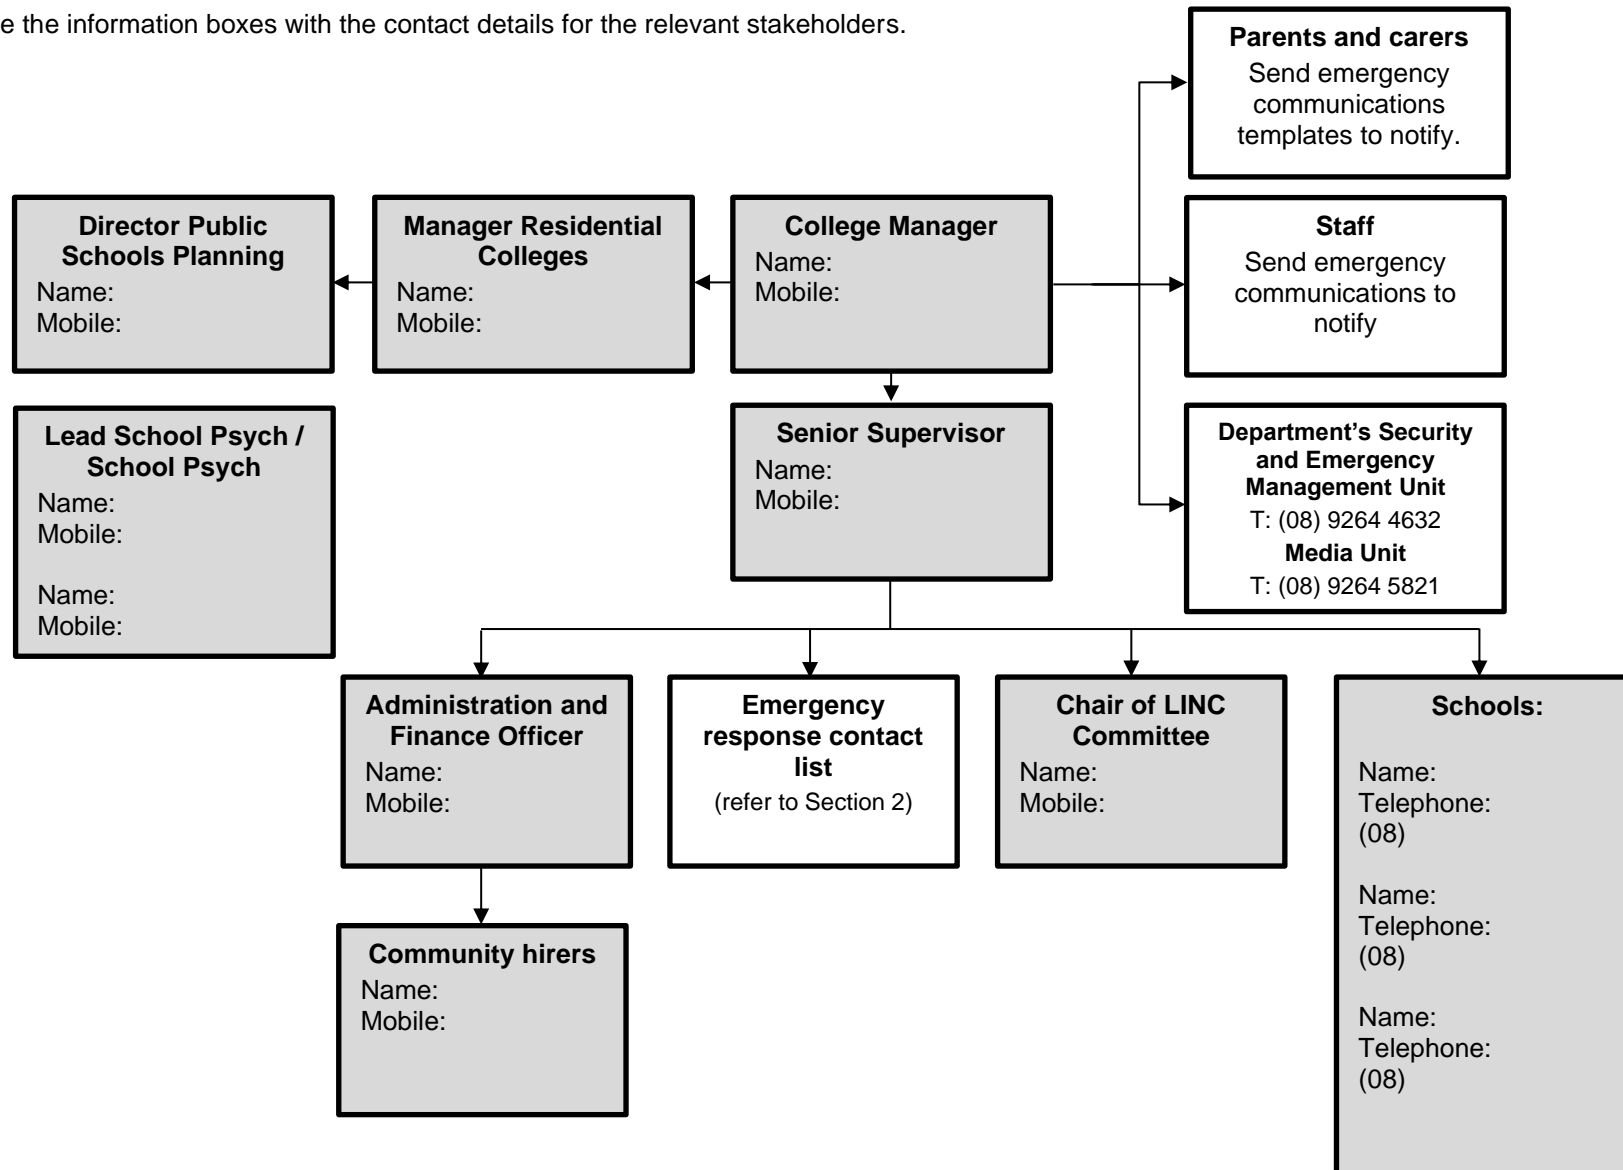 e the information boxes with the contact details for the relevant stakeholders.
Parents and carers
Send emergency
communications
templates to notify.
Director Public
Schools Planning
Name:
Mobile:
Manager Residential
Colleges
Name:
Mobile:
College Manager
Name:
Mobile:
Staff
Send emergency
communications to
notify
Lead School Psych /
School Psych
Name:
Mobile:
Name:
Mobile:
Senior Supervisor
Name:
Mobile:
Department’s Security
and Emergency
Management Unit
T: (08) 9264 4632
Media Unit
T: (08) 9264 5821
Administration and
Finance Officer
Name:
Mobile:
Emergency
response contact
list
(refer to Section 2)
Chair of LINC
Committee
Name:
Mobile:
Schools:
Name:
Telephone:
(08)
Name:
Telephone:
(08)
Name:
Telephone:
(08)
Community hirers
Name:
Mobile: